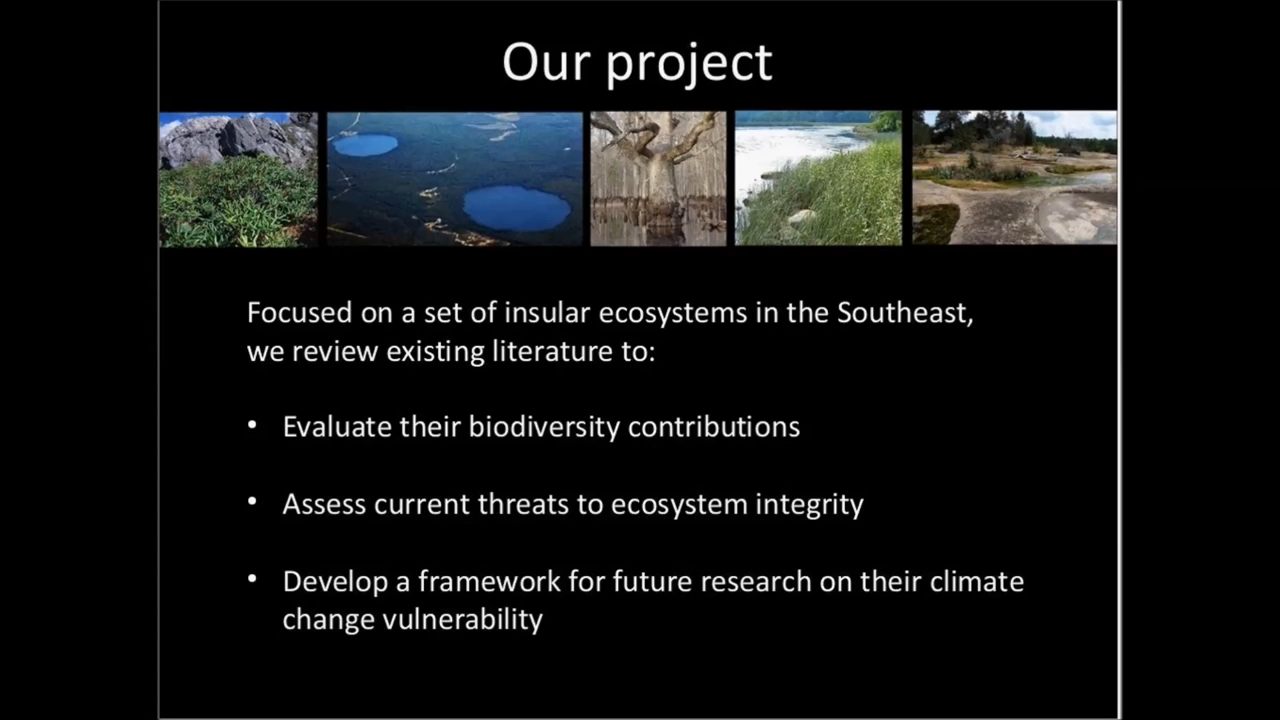 Our project
Focused on a set of insular ecosystems in the Southeast,
we review existing literature to:
• Evaluate their biodiversity contributions
• Assess current threats to ecosystem integrity
• Develop a framework for future research on their climate
change vulnerability